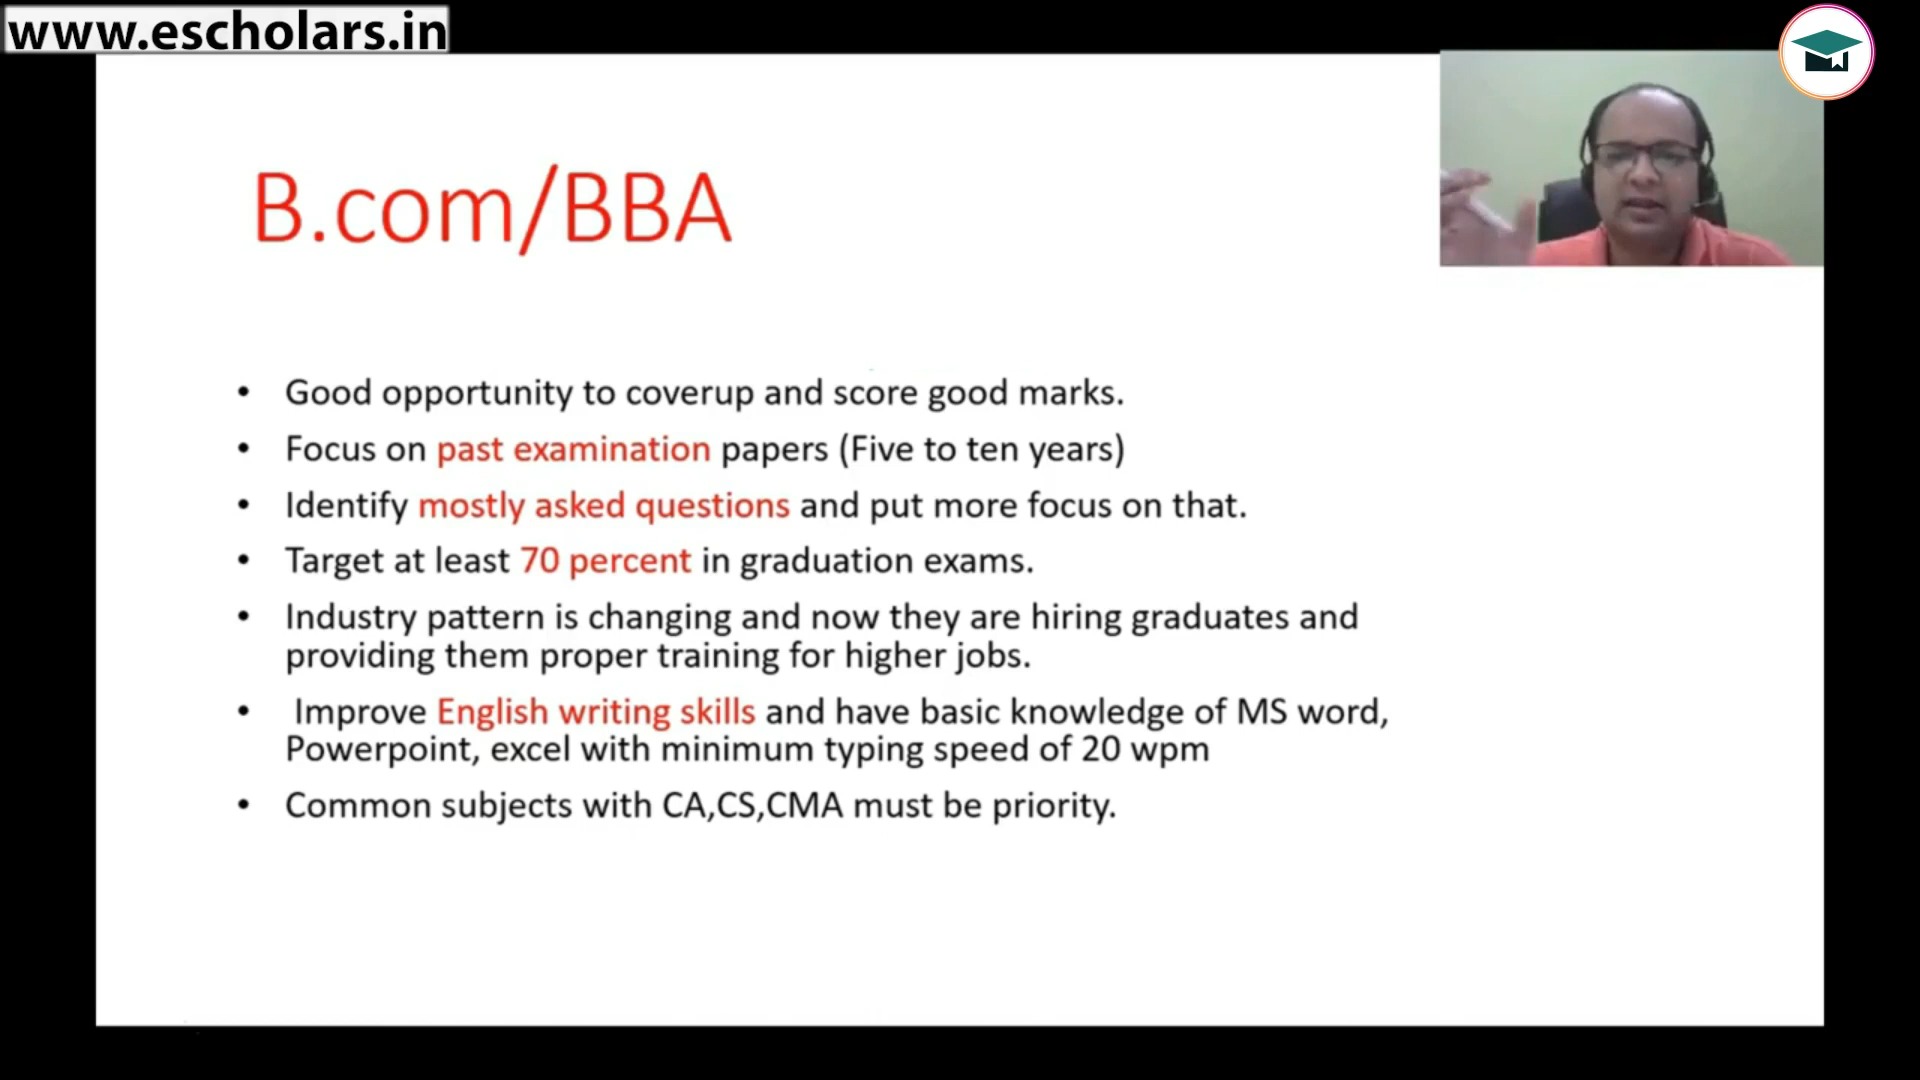 www.escholars.in
B.com/BBA
• Good opportunity to coverup and score good marks.
• Focus on past examination papers (Five to ten years)
• Identify mostly asked questions and put more focus on that.
• Target at least 70 percent in graduation exams.
• Industry pattern is changing and now they are hiring graduates and
providing them proper training for higher jobs.
• Improve English writing skills and have basic knowledge of MS word,
Powerpoint, excel with minimum typing speed of 20 wpm
• Common subjects with CA,CS,CMA must be priority.